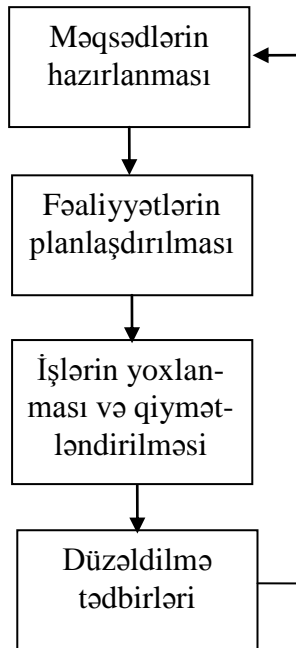 Məqsədlərin
hazırlanması
Fəaliyyətlərin
planlaşdırılması
İşlərin yoxlan-
ması və qiymət-
ləndirilməsi
Düzəldilmə
tədbirləri